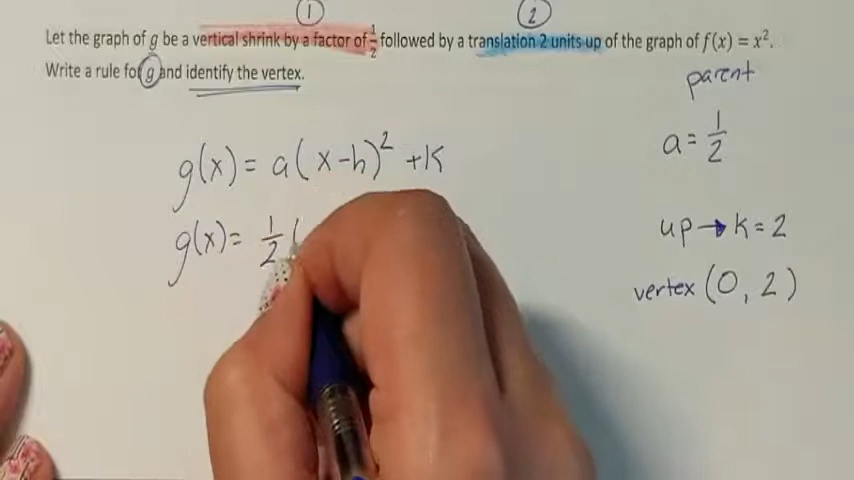 1 2
Let the graph of g be a vertical shrink by a factor of 1/2 followed by a translation 2 units up of the graph of f(x) = x².
Write a rule for g and identify the vertex.
parent
a = 1/2
g(x) = a(x-h)² + k
up → k = 2
g(x) = 1/2 (
vertex (0, 2)